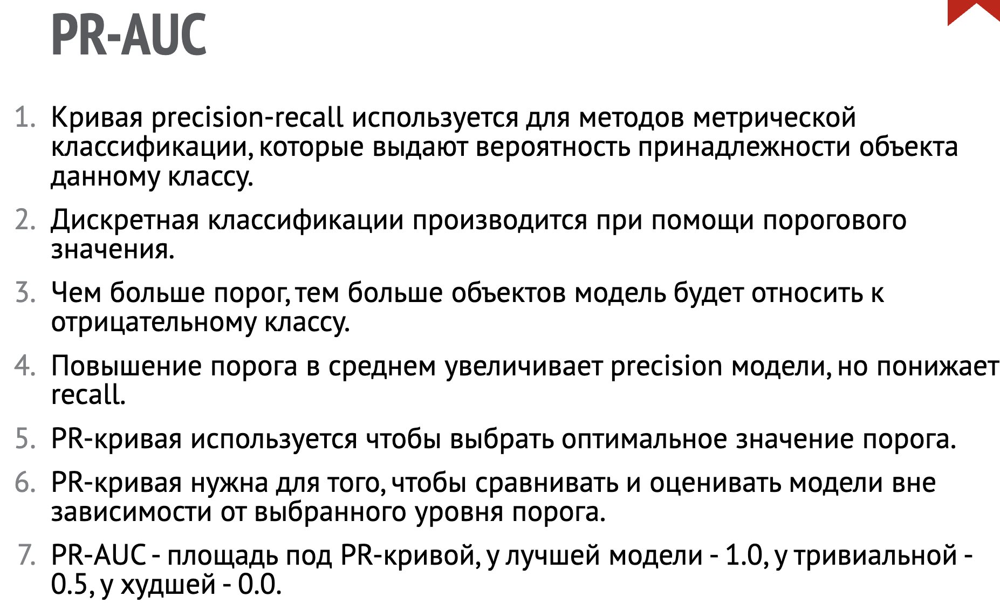 PR-AUC
1. Кривая precision-recall используется для методов метрической
классификации, которые выдают вероятность принадлежности объекта
данному классу.
2. Дискретная классификации производится при помощи порогового
значения.
3. Чем больше порог, тем больше объектов модель будет относить к
отрицательному классу.
4. Повышение порога в среднем увеличивает precision модели, но понижает
recall.
5. PR-кривая используется чтобы выбрать оптимальное значение порога.
6. PR-кривая нужна для того, чтобы сравнивать и оценивать модели вне
зависимости от выбранного уровня порога.
7. PR-AUC - площадь под PR-кривой, у лучшей модели - 1.0, у тривиальной -
0.5, у худшей - 0.0.